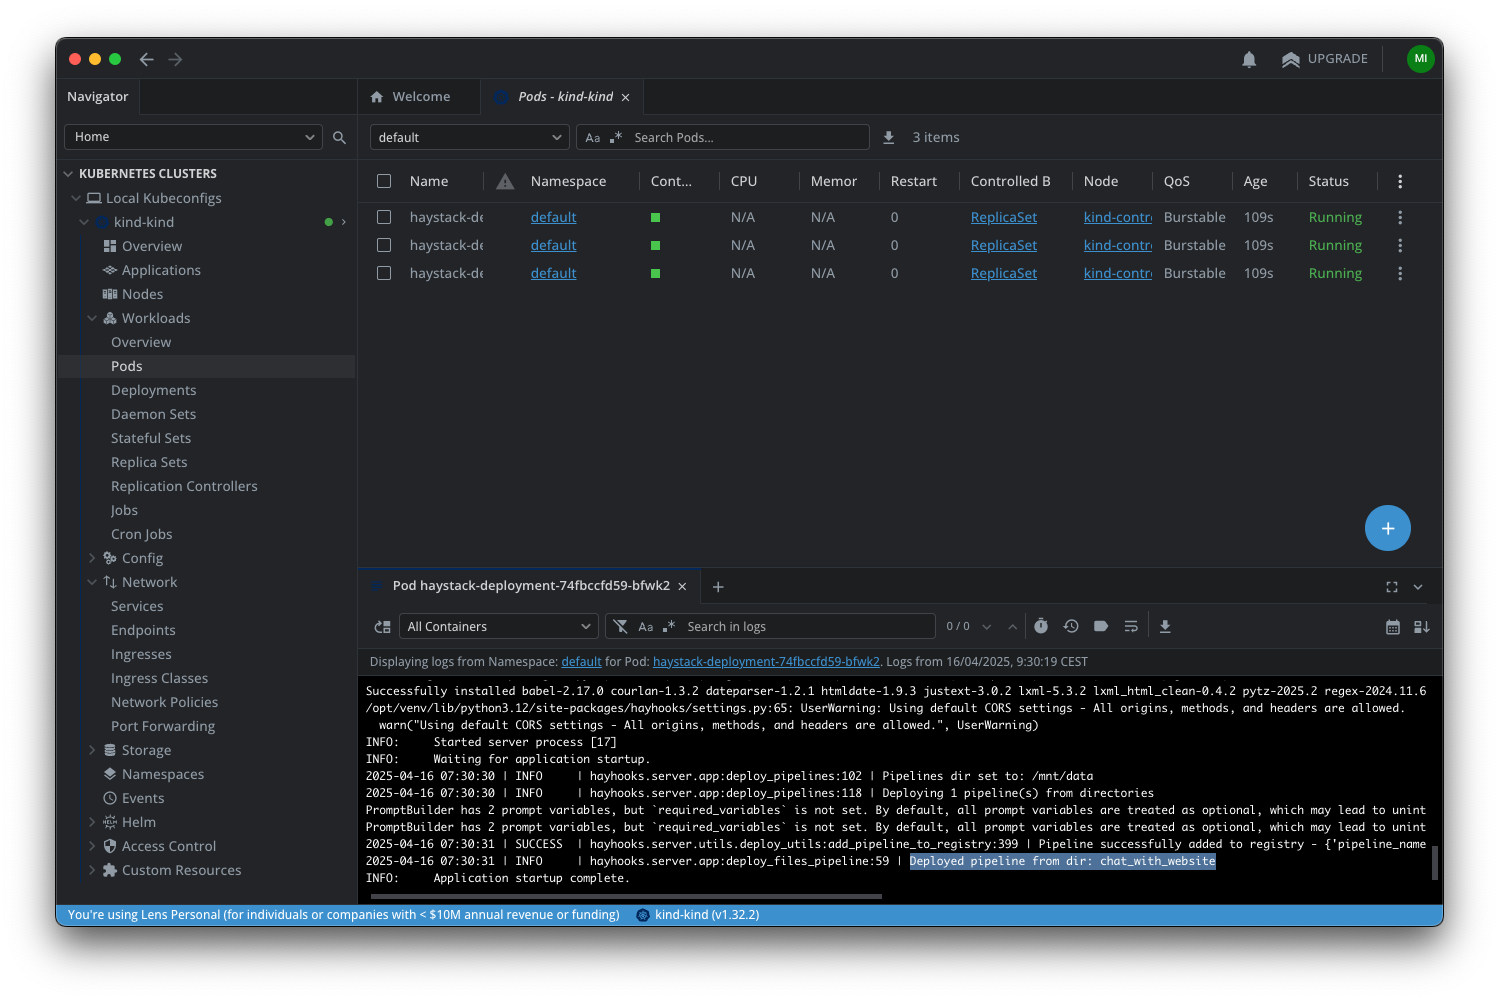 UPGRADE
MI
Navigator
Welcome
Pods - kind-kind
Home
default
Aa .* Search Pods...
3 items
KUBERNETES CLUSTERS
Local Kubeconfigs
kind-kind
Overview
Applications
Nodes
Workloads
Overview
Pods
Deployments
Daemon Sets
Stateful Sets
Replica Sets
Replication Controllers
Jobs
Cron Jobs
Config
Network
Services
Endpoints
Ingresses
Ingress Classes
Network Policies
Port Forwarding
Storage
Namespaces
Events
Helm
Access Control
Custom Resources
Name Namespace Cont... CPU Memor Restart Controlled B Node QoS Age Status
haystack-de default N/A N/A 0 ReplicaSet kind-contr Burstable 109s Running
haystack-de default N/A N/A 0 ReplicaSet kind-contr Burstable 109s Running
haystack-de default N/A N/A 0 ReplicaSet kind-contr Burstable 109s Running
Pod haystack-deployment-74fbccfd59-bfwk2
All Containers
Aa .* Search in logs
0 / 0
Displaying logs from Namespace: default for Pod: haystack-deployment-74fbccfd59-bfwk2. Logs from 16/04/2025, 9:30:19 CEST
Successfully installed babel-2.17.0 courlan-1.3.2 dateparser-1.2.1 htmldate-1.9.3 justext-3.0.2 lxml-5.3.2 lxml_html_clean-0.4.2 pytz-2025.2 regex-2024.11.6
/opt/venv/lib/python3.12/site-packages/hayhooks/settings.py:65: UserWarning: Using default CORS settings - All origins, methods, and headers are allowed.
warn("Using default CORS settings - All origins, methods, and headers are allowed.", UserWarning)
INFO: Started server process [17]
INFO: Waiting for application startup.
2025-04-16 07:30:30 | INFO | hayhooks.server.app:deploy_pipelines:102 | Pipelines dir set to: /mnt/data
2025-04-16 07:30:30 | INFO | hayhooks.server.app:deploy_pipelines:118 | Deploying 1 pipeline(s) from directories
PromptBuilder has 2 prompt variables, but `required_variables` is not set. By default, all prompt variables are treated as optional, which may lead to unint
PromptBuilder has 2 prompt variables, but `required_variables` is not set. By default, all prompt variables are treated as optional, which may lead to unint
2025-04-16 07:30:31 | SUCCESS | hayhooks.server.utils.deploy_utils:add_pipeline_to_registry:399 | Pipeline successfully added to registry - {'pipeline_name
2025-04-16 07:30:31 | INFO | hayhooks.server.app:deploy_files_pipeline:59 | Deployed pipeline from dir: chat_with_website
INFO: Application startup complete.
You're using Lens Personal (for individuals or companies with < $10M annual revenue or funding)
kind-kind (v1.32.2)